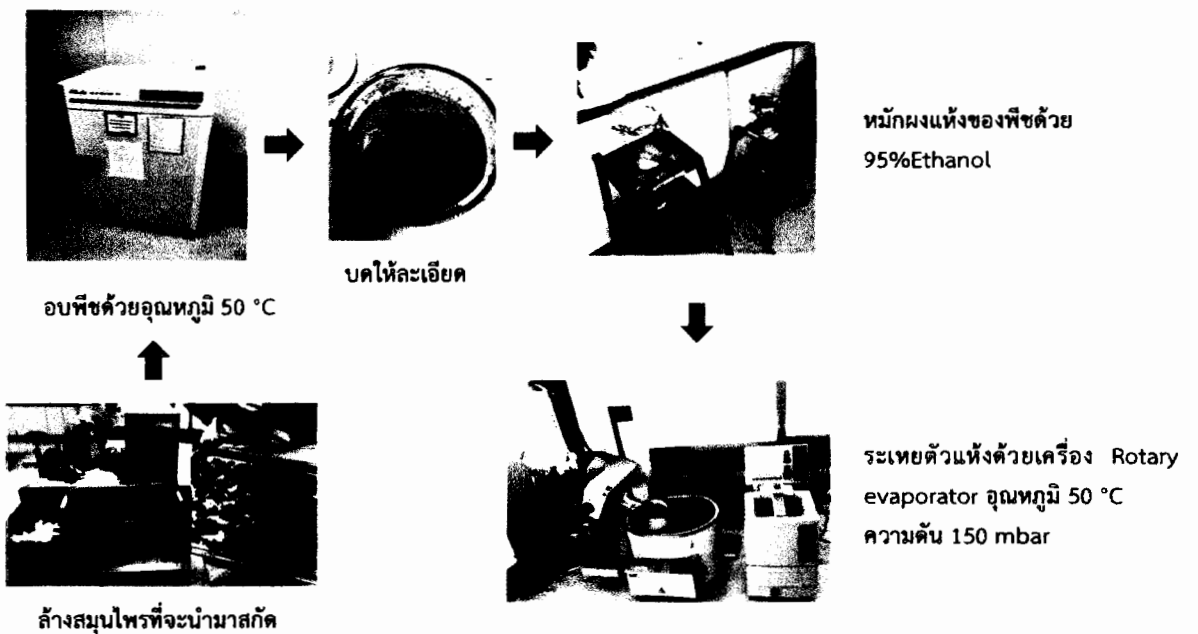 หมักผงแห้งของพืชด้วย
95%Ethanol
บดให้ละเอียด
อบพืชด้วยอุณหภูมิ 50 °C
ระเหยตัวแห้งด้วยเครื่อง Rotary
evaporator อุณหภูมิ 50 °C
ความดัน 150 mbar
ล้างสมุนไพรที่จะนำมาสกัด